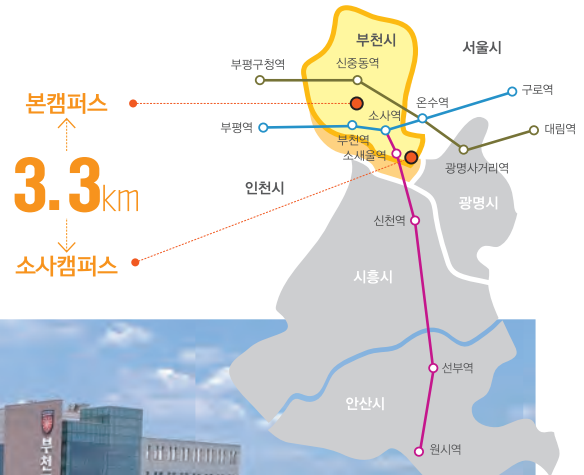 부천시
서울시
부평구청역
신중동역
본캠퍼스
온수역
구로역
소사역
부평역
대림역
부천역
소새울역
광명사거리역
3.3km
인천시
광명시
신천역
소사캠퍼스
시흥시
선부역
안산시
부천
원시역